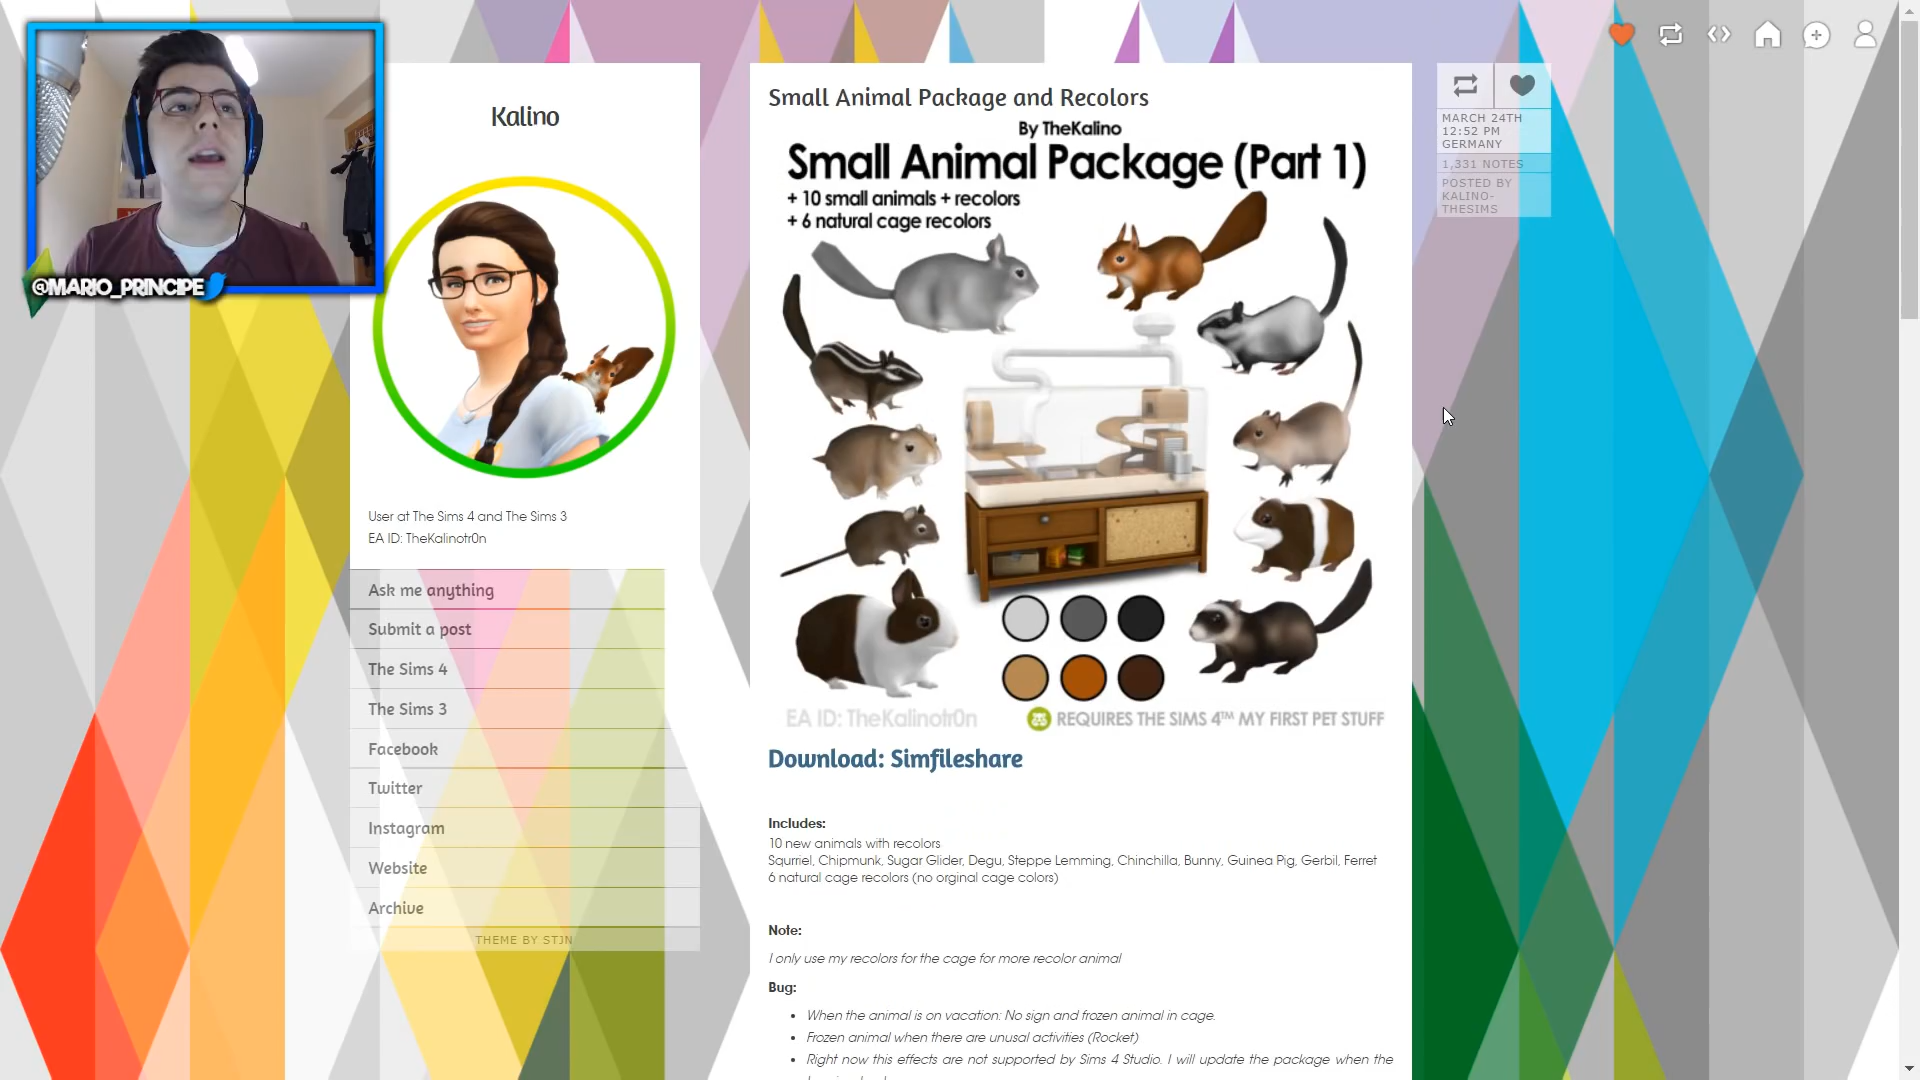 @MARIO_PRINCIPE
Kalino
User at The Sims 4 and The Sims 3
EA ID: TheKalinotr0n
Ask me anything
Submit a post
The Sims 4
The Sims 3
Facebook
Twitter
Instagram
Website
Archive
THEME BY STJN
Small Animal Package and Recolors
By TheKalino
Small Animal Package (Part 1)
+ 10 small animals + recolors
+ 6 natural cage recolors
EA ID: TheKalinotr0n
REQUIRES THE SIMS 4™ MY FIRST PET STUFF
Download: Simfileshare
Includes:
10 new animals with recolors
Squrriel, Chipmunk, Sugar Glider, Degu, Steppe Lemming, Chinchilla, Bunny, Guinea Pig, Gerbil, Ferret
6 natural cage recolors (no orginal cage colors)
Note:
I only use my recolors for the cage for more recolor animal
Bug:
When the animal is on vacation: No sign and frozen animal in cage.
Frozen animal when there are unusual activities (Rocket)
Right now this effects are not supported by Sims 4 Studio. I will update the package when the
MARCH 24TH
12:52 PM
GERMANY
1,331 NOTES
POSTED BY
KALINO-
THESIMS